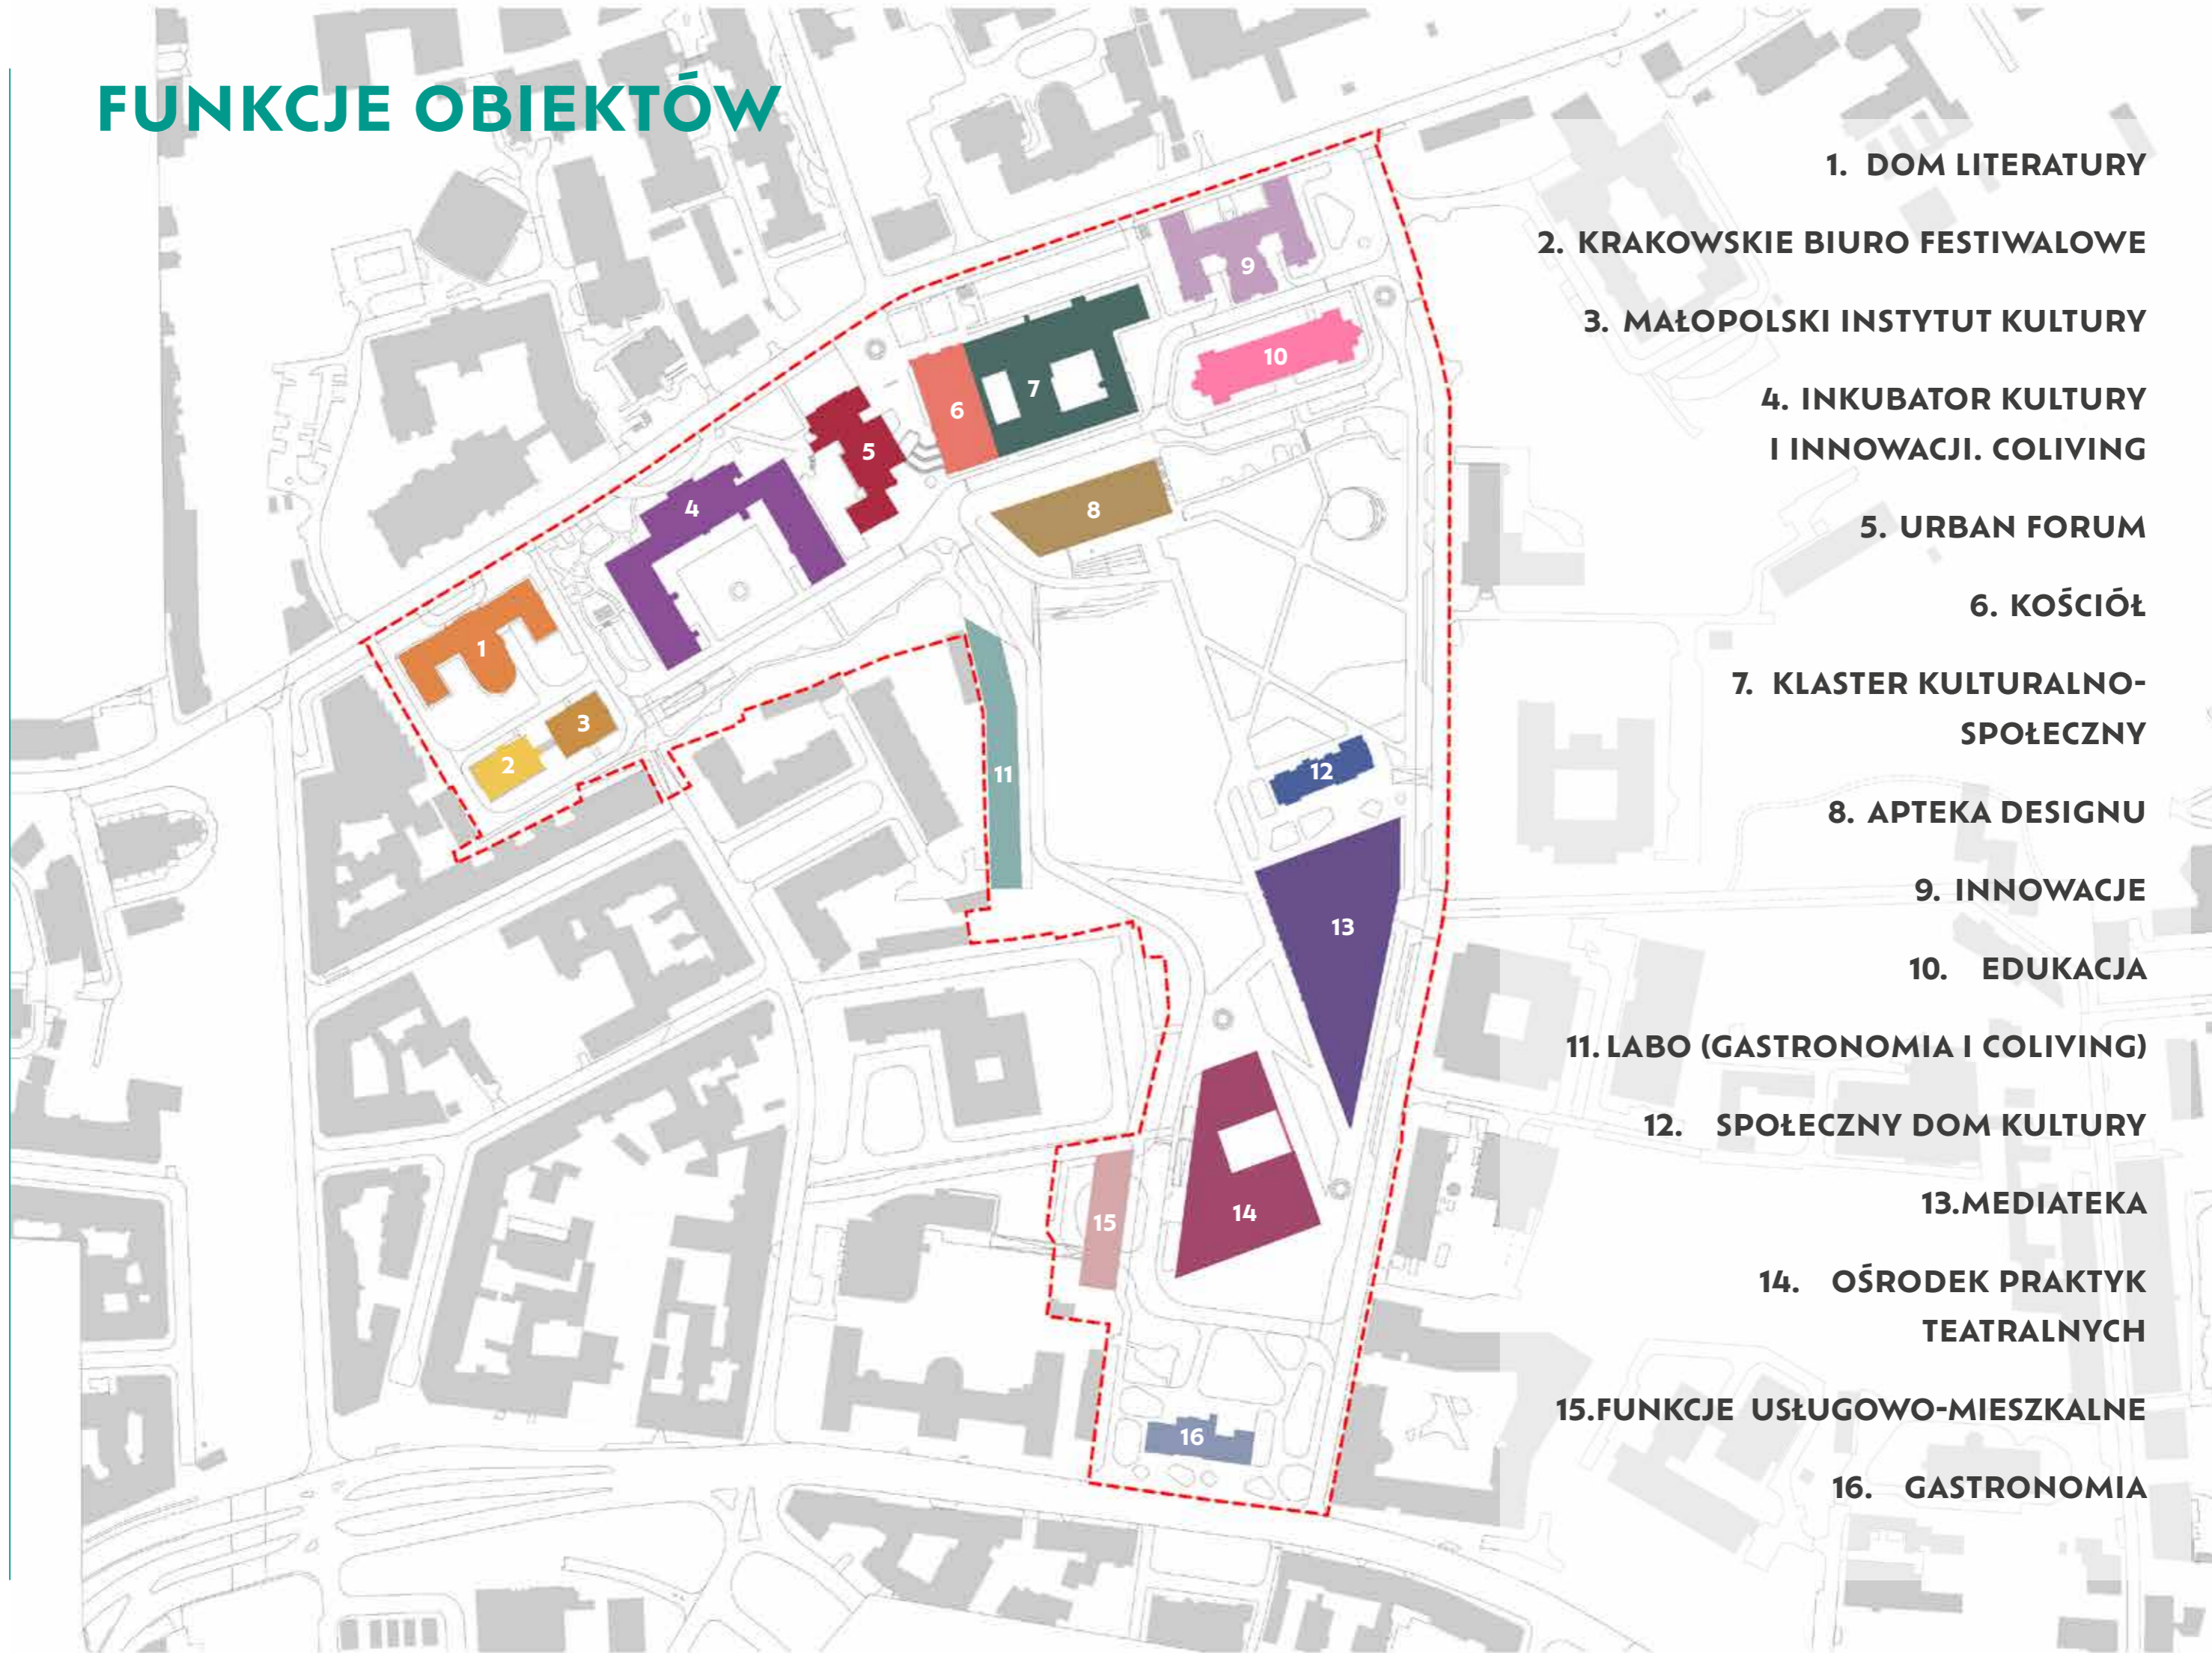 FUNKCJE OBIEKTÓW
1. DOM LITERATURY
2. KRAKOWSKIE BIURO FESTIWALOWE
3. MAŁOPOLSKI INSTYTUT KULTURY
4. INKUBATOR KULTURY
I INNOWACJI. COLIVING
5. URBAN FORUM
6. KOŚCIÓŁ
7. KLASTER KULTURALNO-
SPOŁECZNY
8. APTEKA DESIGNU
9. INNOWACJE
10. EDUKACJA
11. LABO (GASTRONOMIA I COLIVING)
12. SPOŁECZNY DOM KULTURY
13.MEDIATEKA
14. OŚRODEK PRAKTYK
TEATRALNYCH
15.FUNKCJE USŁUGOWO-MIESZKALNE
16. GASTRONOMIA
9
10
7
6
5
4
8
1
3
2
11
12
13
14
15
16